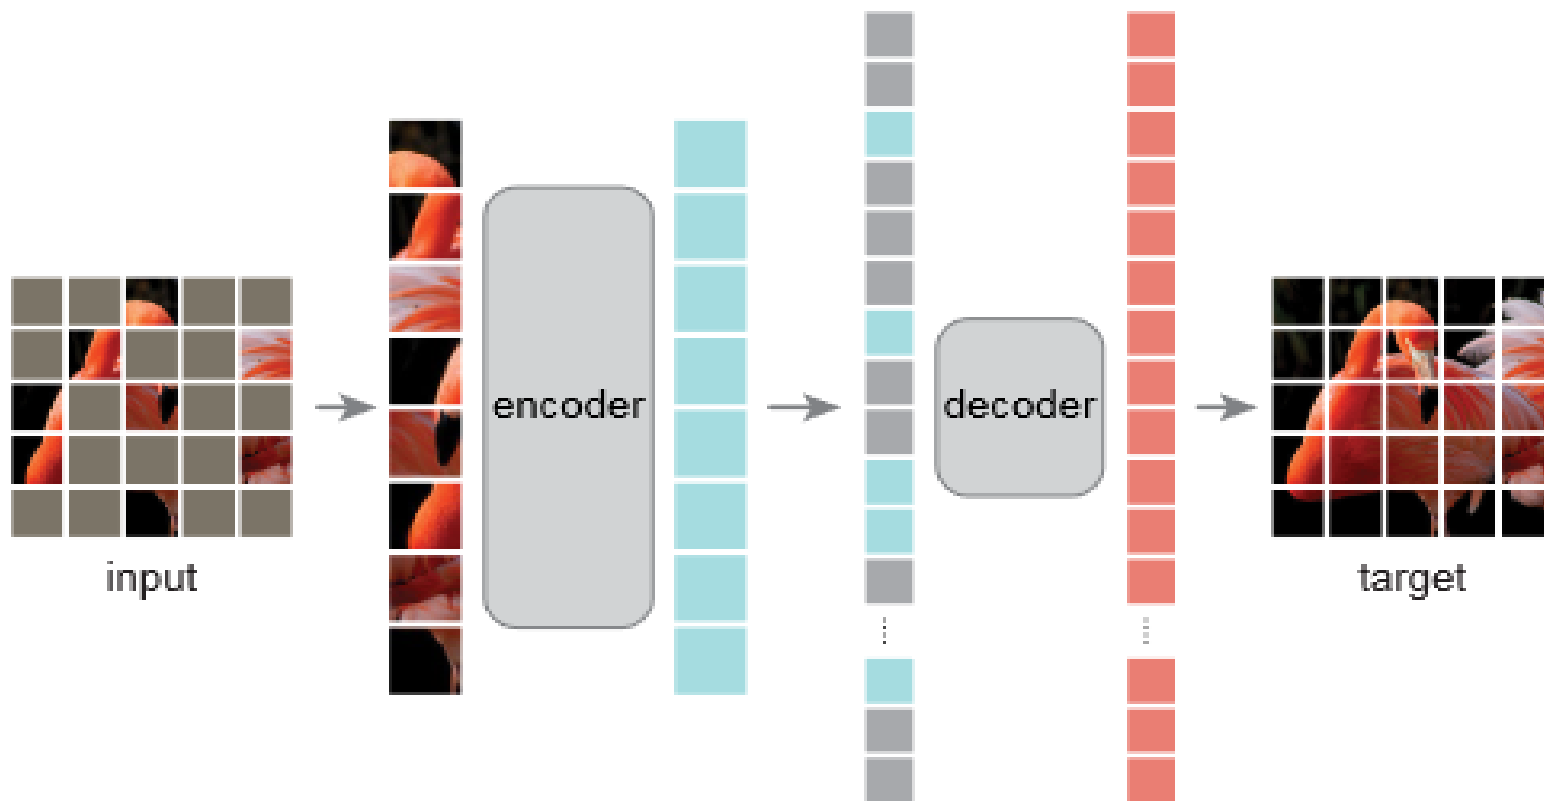 input
encoder
decoder
target